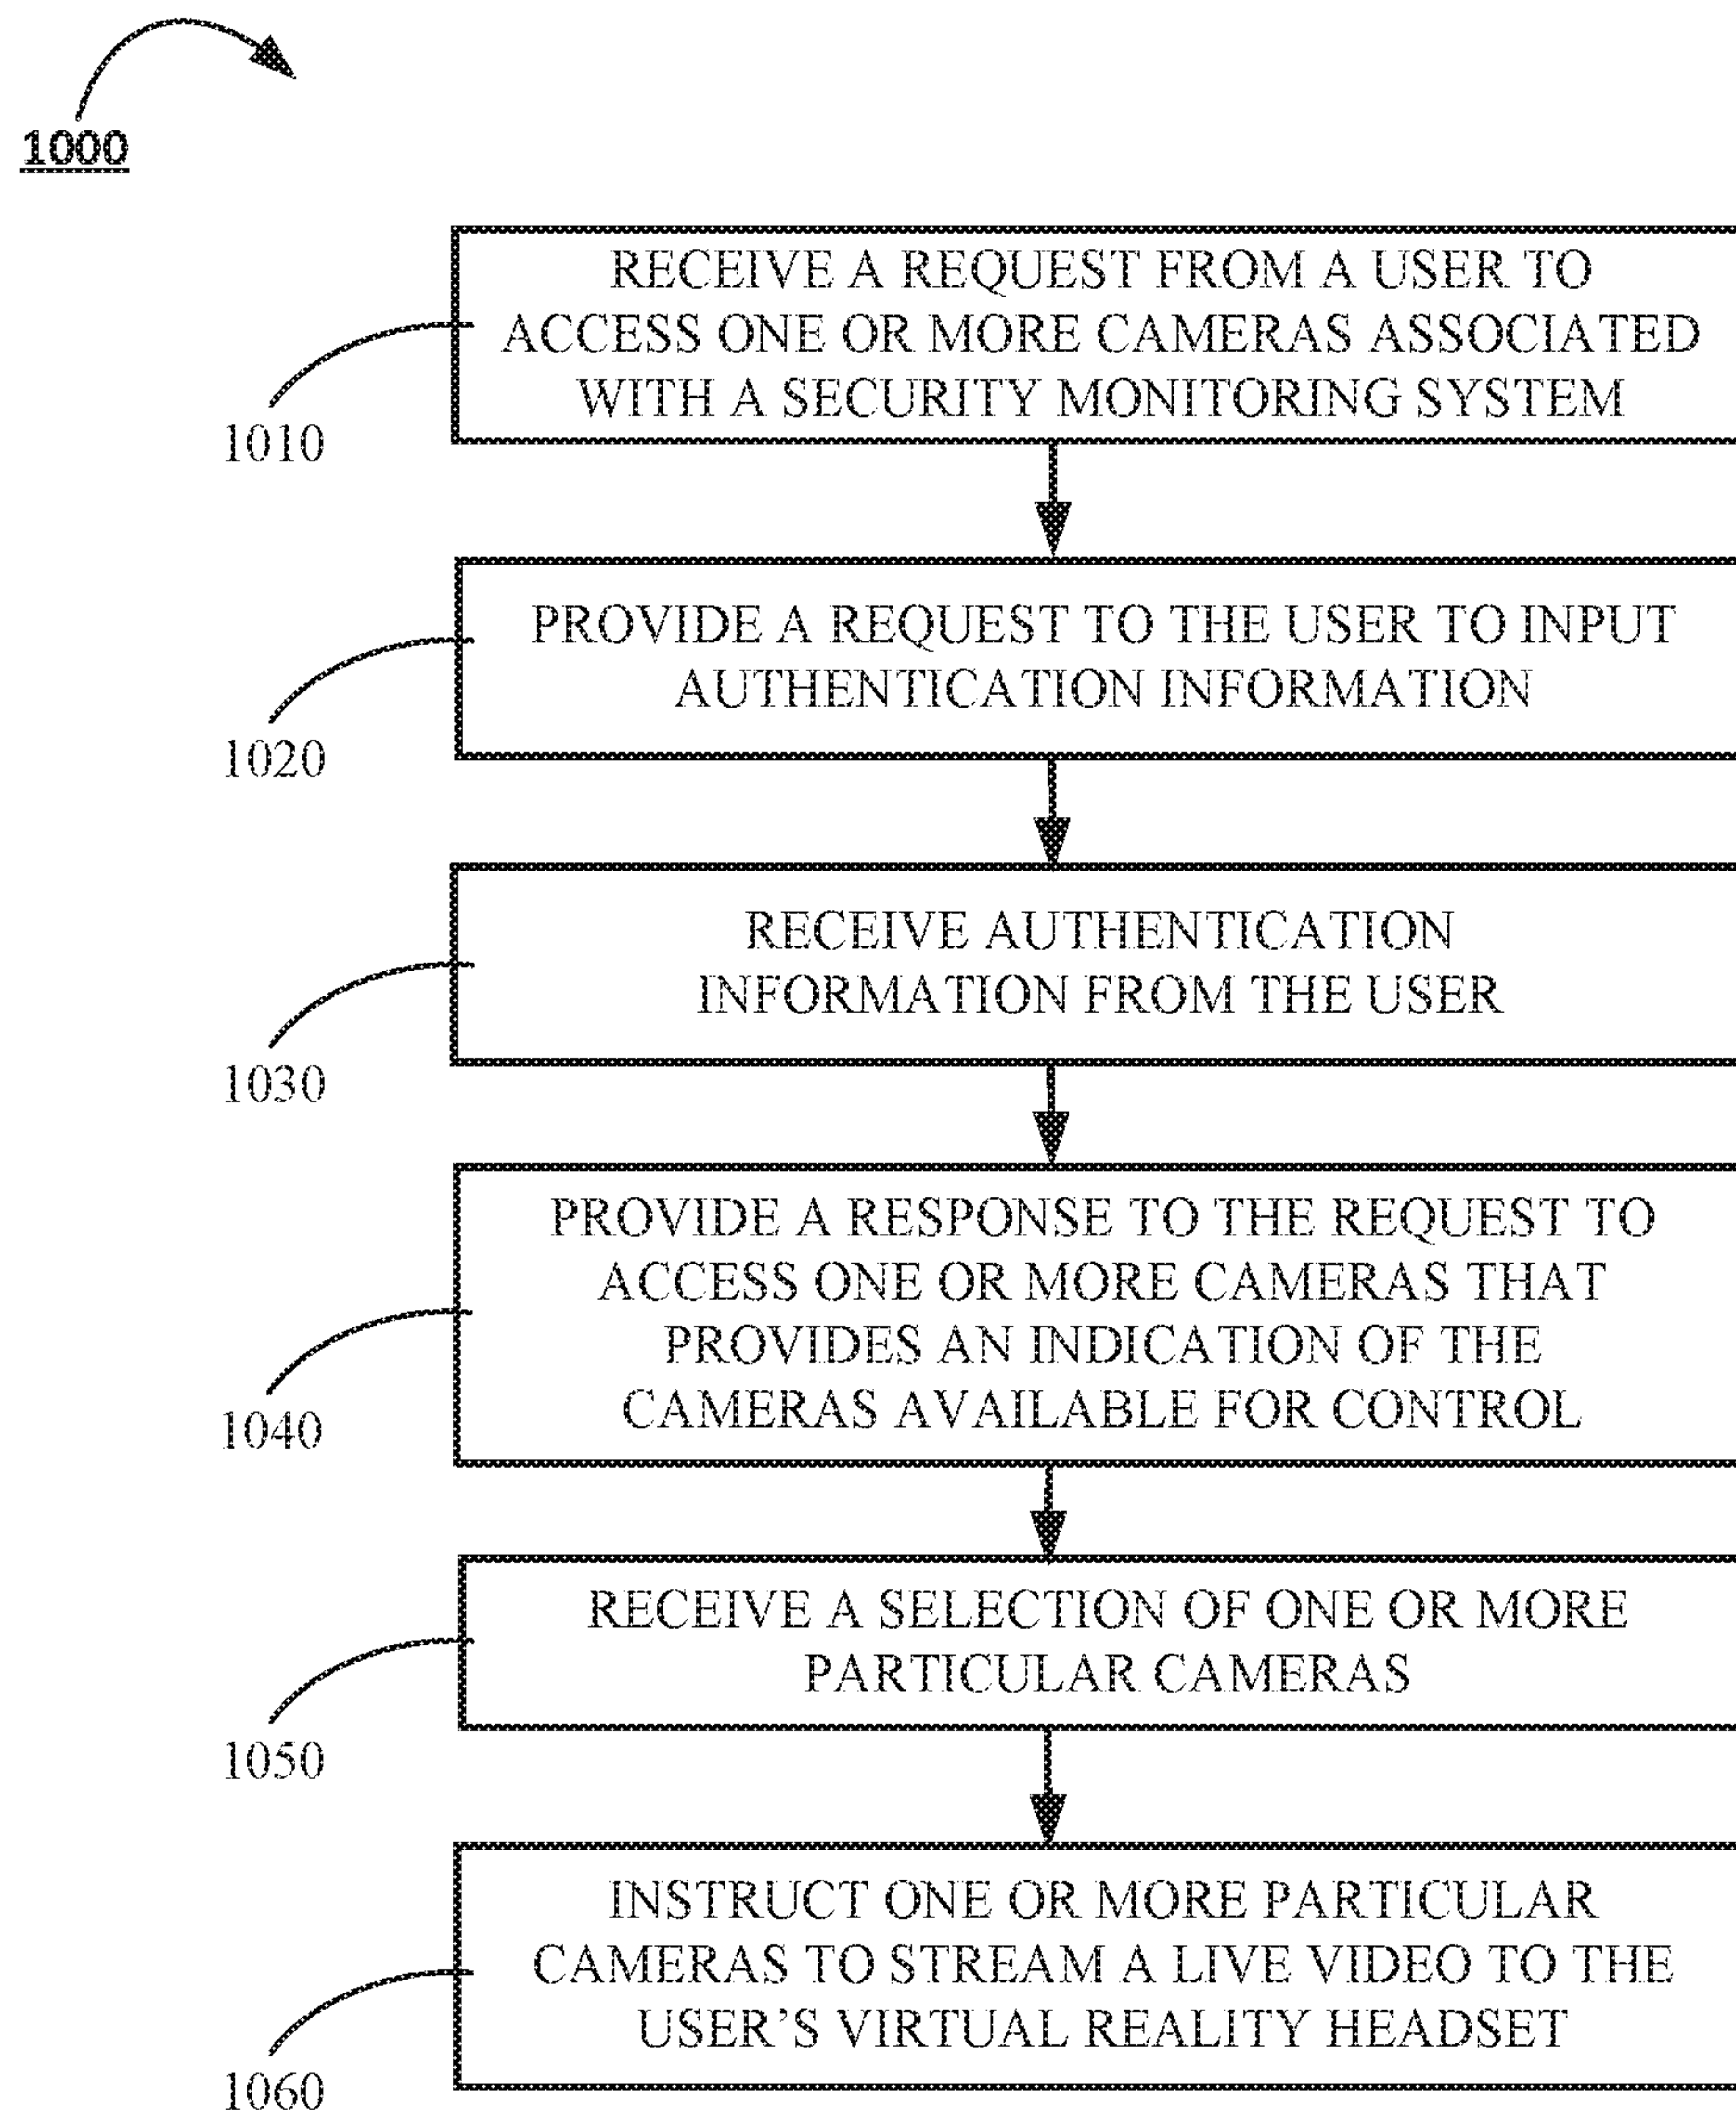 1000
RECEIVE A REQUEST FROM A USER TO
ACCESS ONE OR MORE CAMERAS ASSOCIATED
WITH A SECURITY MONITORING SYSTEM
1010
PROVIDE A REQUEST TO THE USER TO INPUT
AUTHENTICATION INFORMATION
1020
RECEIVE AUTHENTICATION
INFORMATION FROM THE USER
1030
PROVIDE A RESPONSE TO THE REQUEST TO
ACCESS ONE OR MORE CAMERAS THAT
PROVIDES AN INDICATION OF THE
CAMERAS AVAILABLE FOR CONTROL
1040
RECEIVE A SELECTION OF ONE OR MORE
PARTICULAR CAMERAS
1050
INSTRUCT ONE OR MORE PARTICULAR
CAMERAS TO STREAM A LIVE VIDEO TO THE
USER’S VIRTUAL REALITY HEADSET
1060